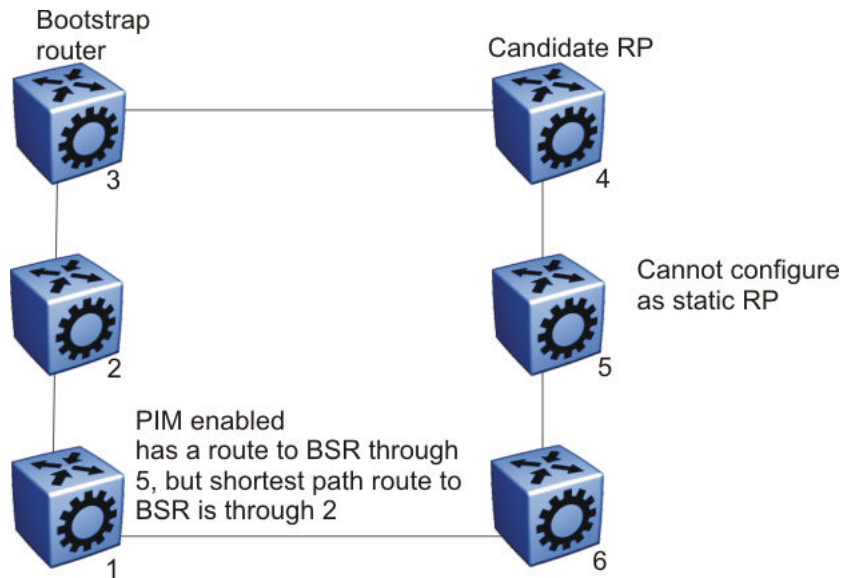 Bootstrap
router
Candidate RP
3
4
Cannot configure
as static RP
2
5
PIM enabled
has a route to BSR through
5, but shortest path route to
BSR is through 2
1
6